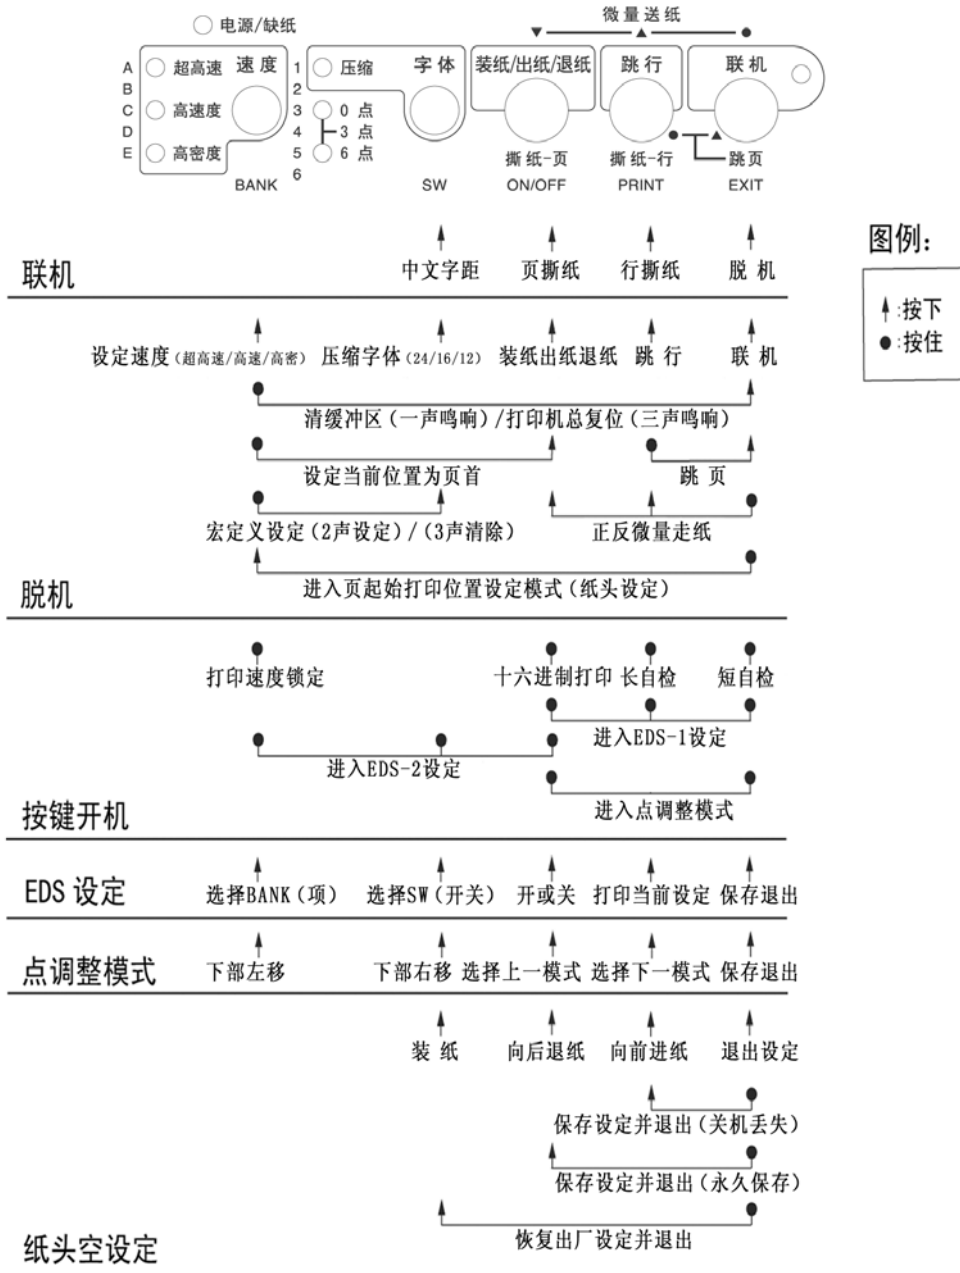 微量送纸
电源/缺纸
A 超高速 速度 1 压缩 字体 装纸/出纸/退纸 跳行 联机
B 2
C 高速度 3 0 点
D 4 3 点
E 高密度 5 6 点 撕纸-页 撕纸-行 跳页
6
BANK SW ON/OFF PRINT EXIT
图例:
联机 中文字距 页撕纸 行撕纸 脱机
:按下
:按住
设定速度(超高速/高速/高密) 压缩字体(24/16/12) 装纸出纸退纸 跳行 联机
清缓冲区(一声鸣响)/打印机总复位(三声鸣响)
设定当前位置为页首 跳页
宏定义设定(2声设定)/(3声清除) 正反微量走纸
进入页起始打印位置设定模式(纸头设定)
脱机
打印速度锁定 十六进制打印 长自检 短自检
进入EDS-1设定
进入EDS-2设定
进入点调整模式
按键开机
EDS 设定 选择BANK(项) 选择SW(开关) 开或关 打印当前设定 保存退出
点调整模式 下部左移 下部右移 选择上一模式 选择下一模式 保存退出
装纸 向后退纸 向前进纸 退出设定
保存设定并退出(关机丢失)
保存设定并退出(永久保存)
恢复出厂设定并退出
纸头空设定